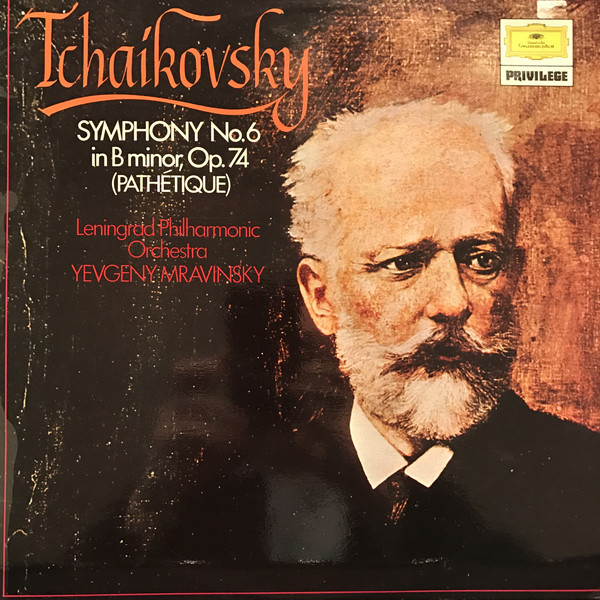 Tchaikovsky
SYMPHONY No.6
in B minor, Op. 74
(PATHÉTIQUE)
Leningrad Philharmonic
Orchestra
YEVGENY MRAVINSKY
PRIVILEGE